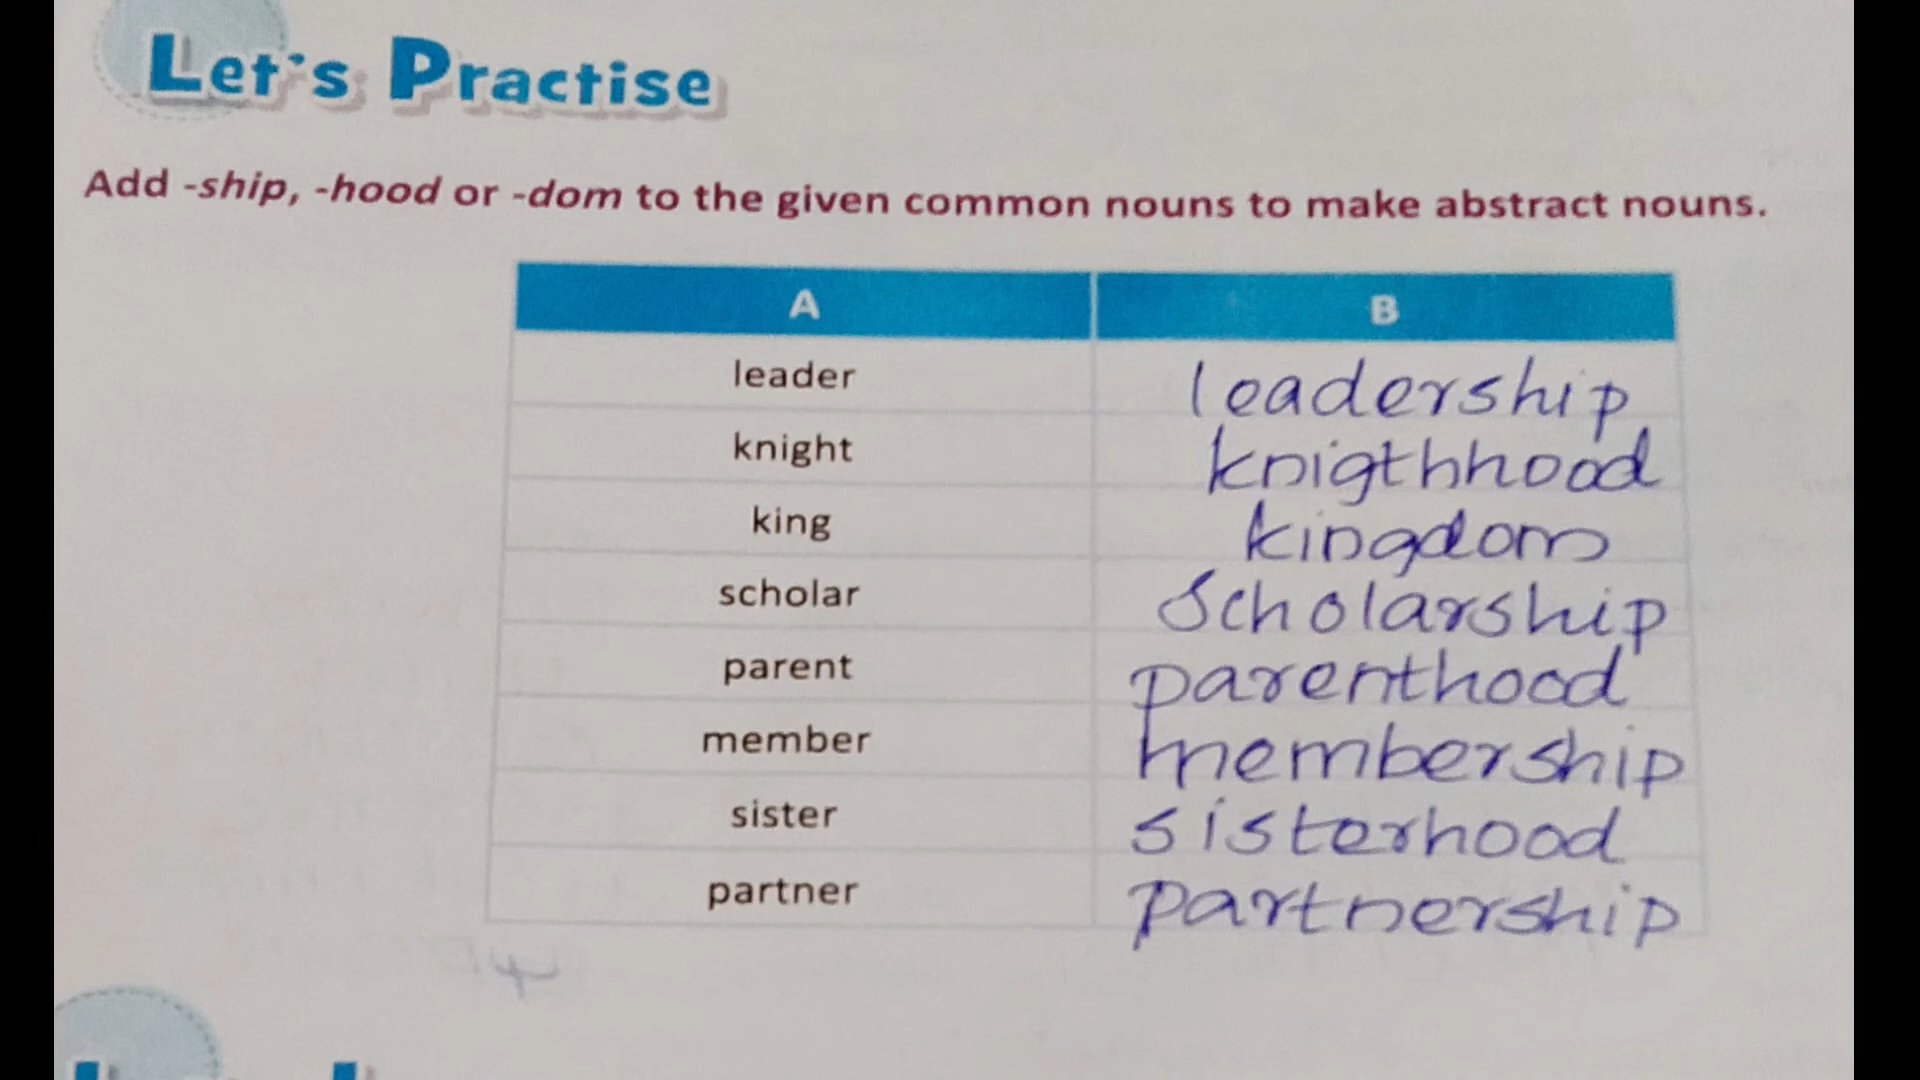 Let's Practise
Add -ship, -hood or -dom to the given common nouns to make abstract nouns.
A B
leader leadership
knight knigthhood
king kingdom
scholar Scholarship
parent parenthood
member membership
sister sisterhood
partner partnership